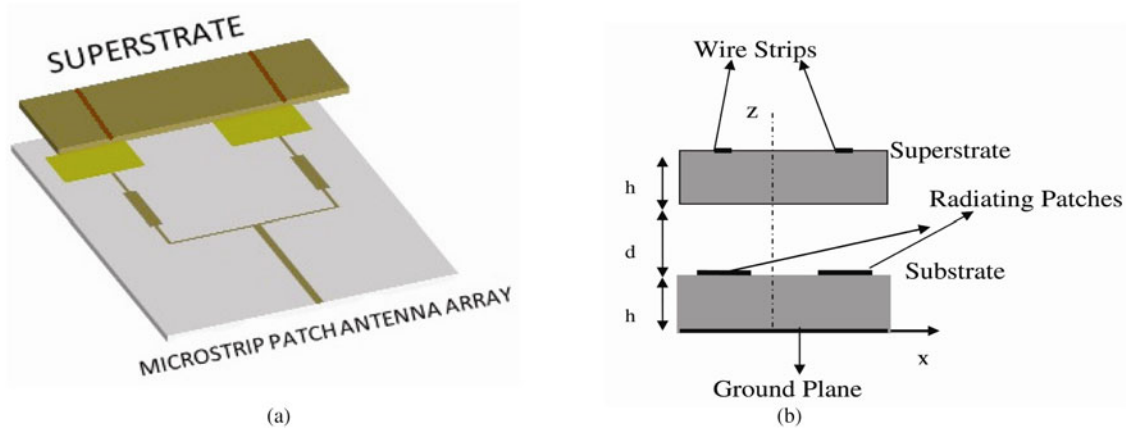 SUPERSTRATE
MICROSTRIP PATCH ANTENNA ARRAY
(a)
Wire Strips
z
Superstrate
h
Radiating Patches
d
Substrate
h
x
Ground Plane
(b)